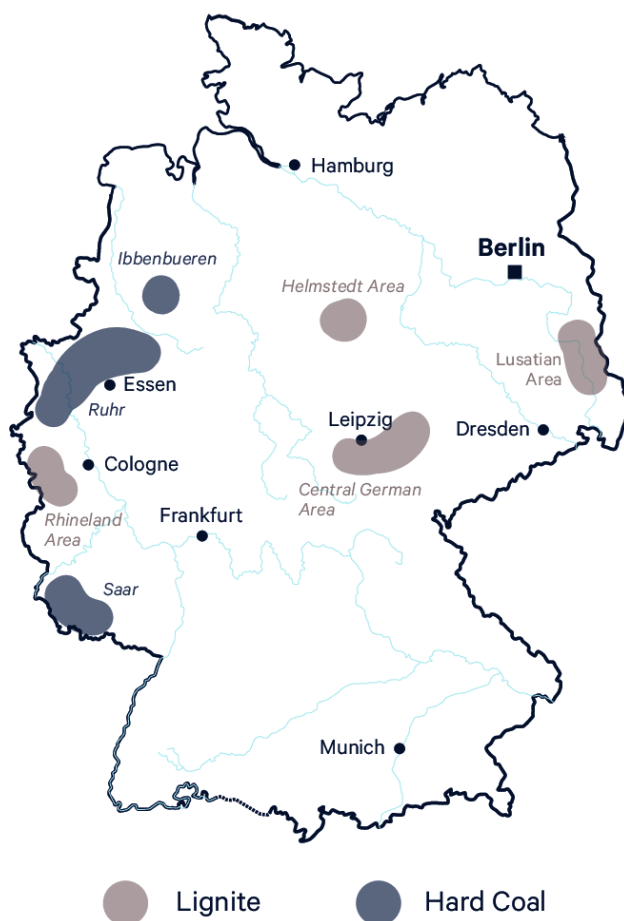 Hamburg
Berlin
Ibbenbueren
Helmstedt Area
Lusatian
Area
Essen
Ruhr
Leipzig
Dresden
Cologne
Central German
Area
Rhineland
Area
Frankfurt
Saar
Munich
Lignite
Hard Coal